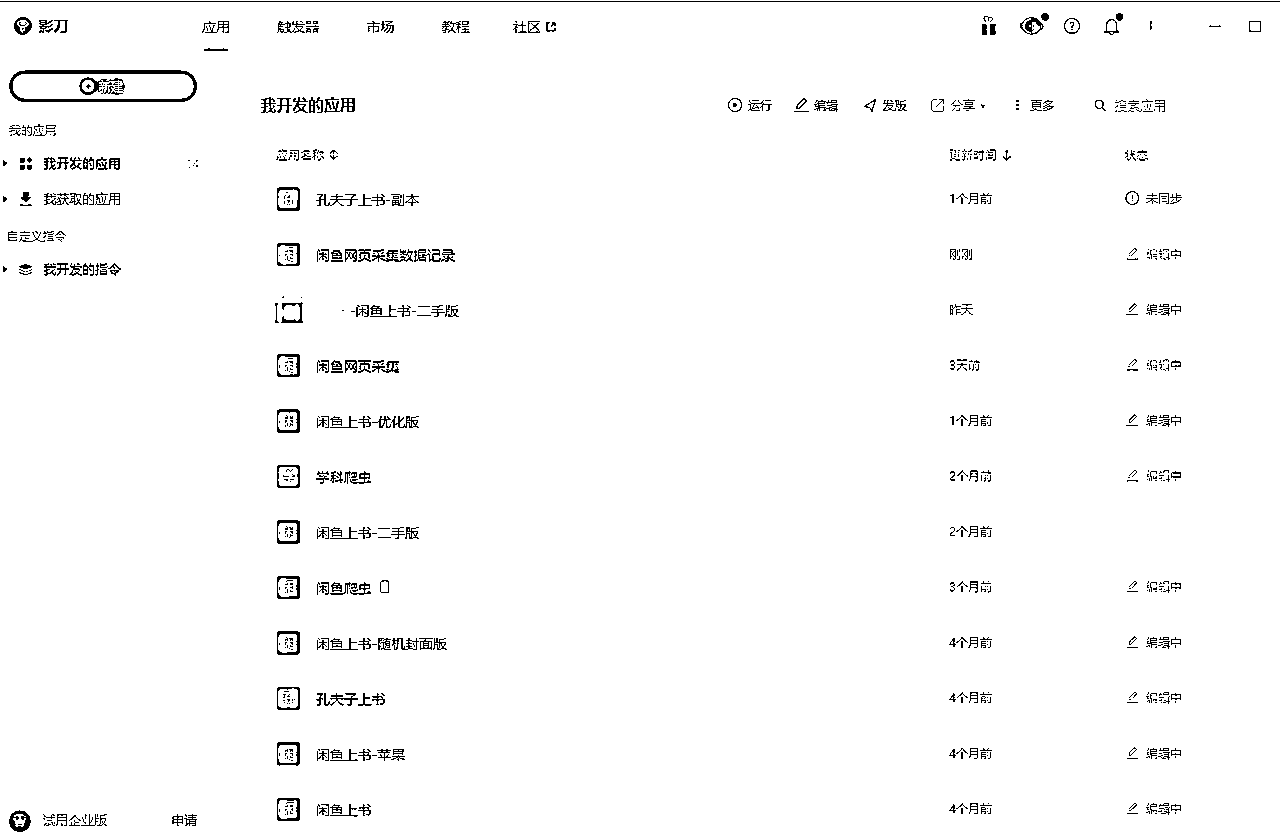 影刀 应用 触发器 市场 教程 社区
新建
我的应用
我开发的应用
我获取的应用
自定义指令
我开发的指令
试用企业版 申请
我开发的应用 运行 编辑 发版 分享 更多 搜索应用
应用名称 更新时间 状态
孔夫子上书-副本 1个月前 未同步
闲鱼网页采集数据记录 刚刚 编辑中
-闲鱼上书-二手版 昨天 编辑中
闲鱼网页采集 3天前 编辑中
闲鱼上书-优化版 1个月前 编辑中
学科爬虫 2个月前 编辑中
闲鱼上书-二手版 2个月前
闲鱼爬虫 3个月前 编辑中
闲鱼上书-随机封面版 4个月前 编辑中
孔夫子上书 4个月前 编辑中
闲鱼上书-苹果 4个月前 编辑中
闲鱼上书 4个月前 编辑中